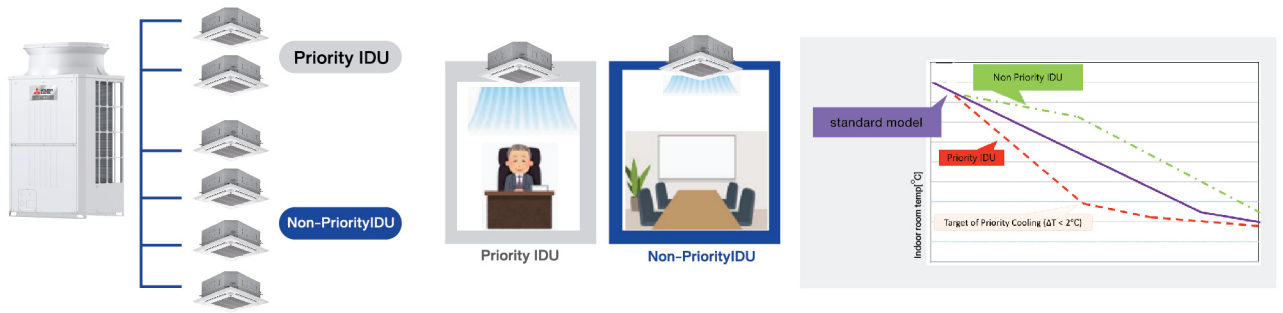 Priority IDU
Non-PriorityIDU
Priority IDU
Non-PriorityIDU
Non Priority IDU
standard model
Priority IDU
Target of Priority Cooling (ΔT < 2°C)
Indoor room temp[°C]